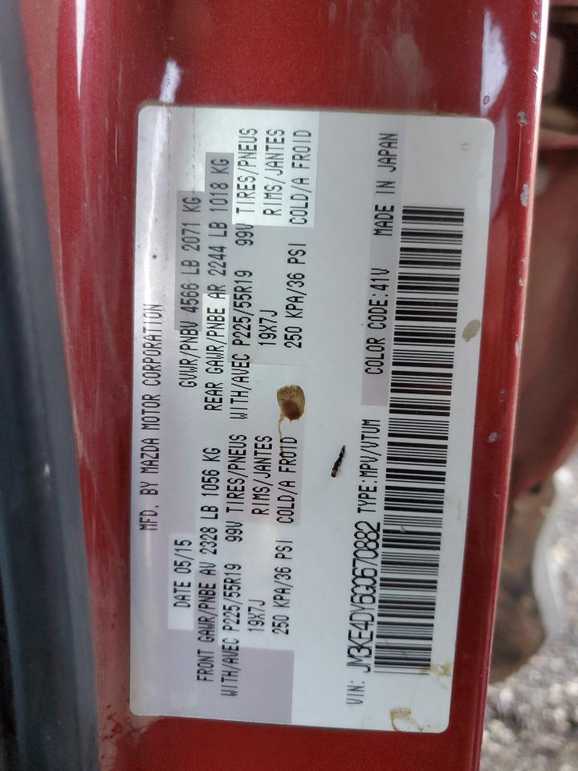 MFD. BY MAZDA MOTOR CORPORATION
DATE 05/15 GVWR/PNBV 4566 LB 2071 KG
FRONT GAWR/PNBE AV 2328 LB 1056 KG REAR GAWR/PNBE AR 2244 LB 1018 KG
WITH/AVEC P225/55R19 99V TIRES/PNEUS WITH/AVEC P225/55R19 99V TIRES/PNEUS
19X7J RIMS/JANTES 19X7J RIMS/JANTES
250 KPA/36 PSI COLD/A FROID 250 KPA/36 PSI COLD/A FROID
VIN: JM3KE4DY6G0670882 TYPE:MPV/VTUM COLOR CODE:41V MADE IN JAPAN